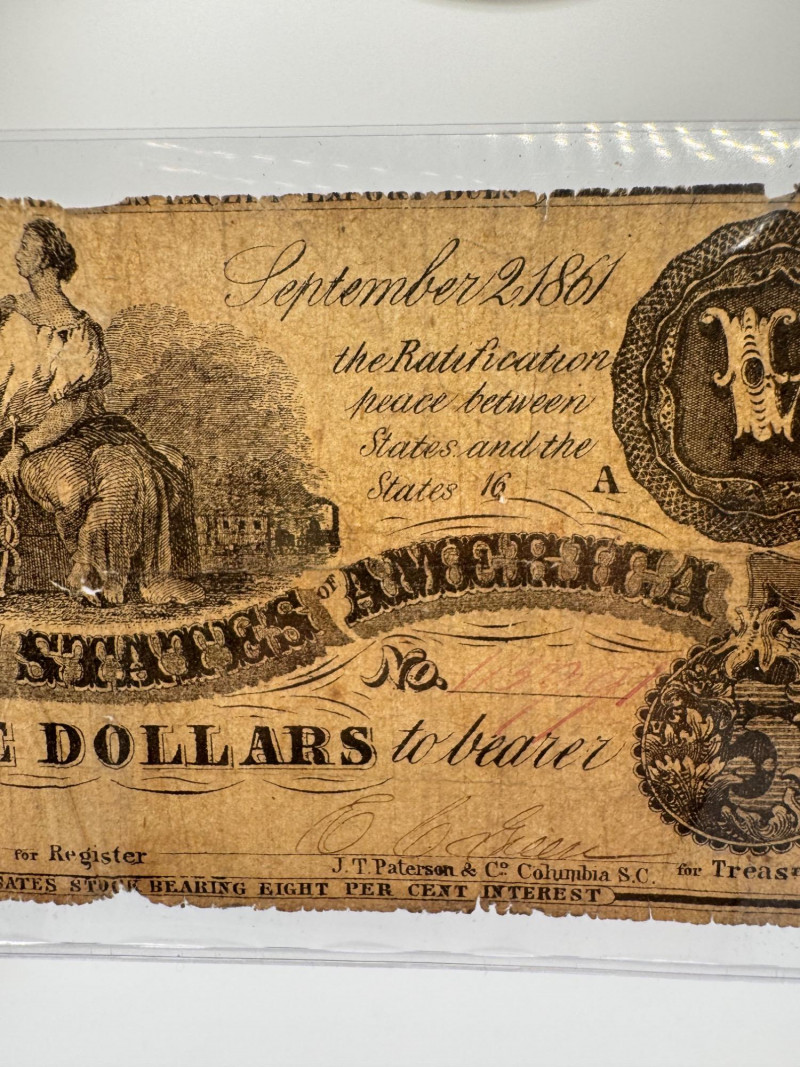 September 2, 1861
the Ratification
peace between
States and the
States 16 A
STATES OF AMERICA
No.
DOLLARS to bearer
for Register
J. T. Paterson & Co. Columbia S.C. for Treas
STOCK BEARING EIGHT PER CENT INTEREST